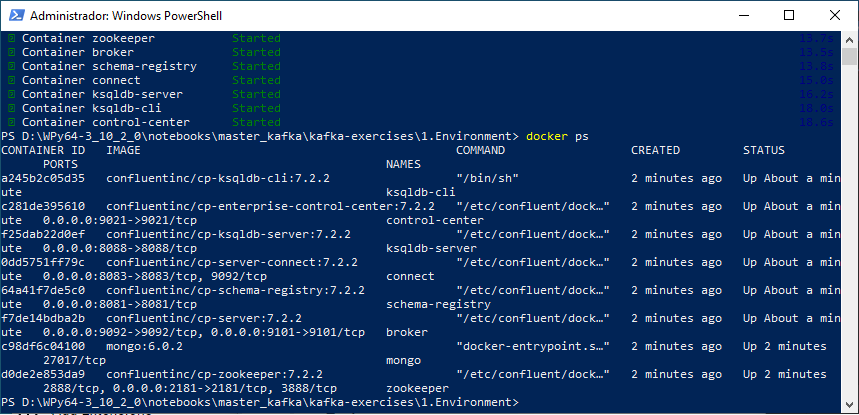 Administrador: Windows PowerShell
Container zookeeper Started 13.7s
Container broker Started 13.5s
Container schema-registry Started 13.8s
Container connect Started 15.0s
Container ksqldb-server Started 16.2s
Container ksqldb-cli Started 18.0s
Container control-center Started 18.6s
PS D:\WPy64-3_10_2_0\notebooks\master_kafka\kafka-exercises\1.Environment> docker ps
CONTAINER ID IMAGE COMMAND CREATED STATUS
PORTS NAMES
a245b2c05d35 confluentinc/cp-ksqldb-cli:7.2.2 "/bin/sh" 2 minutes ago Up About a min
ute ksqldb-cli
c281de395610 confluentinc/cp-enterprise-control-center:7.2.2 "/etc/confluent/dock…" 2 minutes ago Up About a min
ute 0.0.0.0:9021->9021/tcp control-center
f25dab22d0ef confluentinc/cp-ksqldb-server:7.2.2 "/etc/confluent/dock…" 2 minutes ago Up About a min
ute 0.0.0.0:8088->8088/tcp ksqldb-server
0dd5751ff79c confluentinc/cp-server-connect:7.2.2 "/etc/confluent/dock…" 2 minutes ago Up About a min
ute 0.0.0.0:8083->8083/tcp, 9092/tcp connect
64a41f7de5c0 confluentinc/cp-schema-registry:7.2.2 "/etc/confluent/dock…" 2 minutes ago Up About a min
ute 0.0.0.0:8081->8081/tcp schema-registry
f7de14bdba2b confluentinc/cp-server:7.2.2 "/etc/confluent/dock…" 2 minutes ago Up About a min
ute 0.0.0.0:9092->9092/tcp, 0.0.0.0:9101->9101/tcp broker
c98df6c04100 mongo:6.0.2 "docker-entrypoint.s…" 2 minutes ago Up 2 minutes
27017/tcp mongo
d0de2e853da9 confluentinc/cp-zookeeper:7.2.2 "/etc/confluent/dock…" 2 minutes ago Up 2 minutes
2888/tcp, 0.0.0.0:2181->2181/tcp, 3888/tcp zookeeper
PS D:\WPy64-3_10_2_0\notebooks\master_kafka\kafka-exercises\1.Environment>